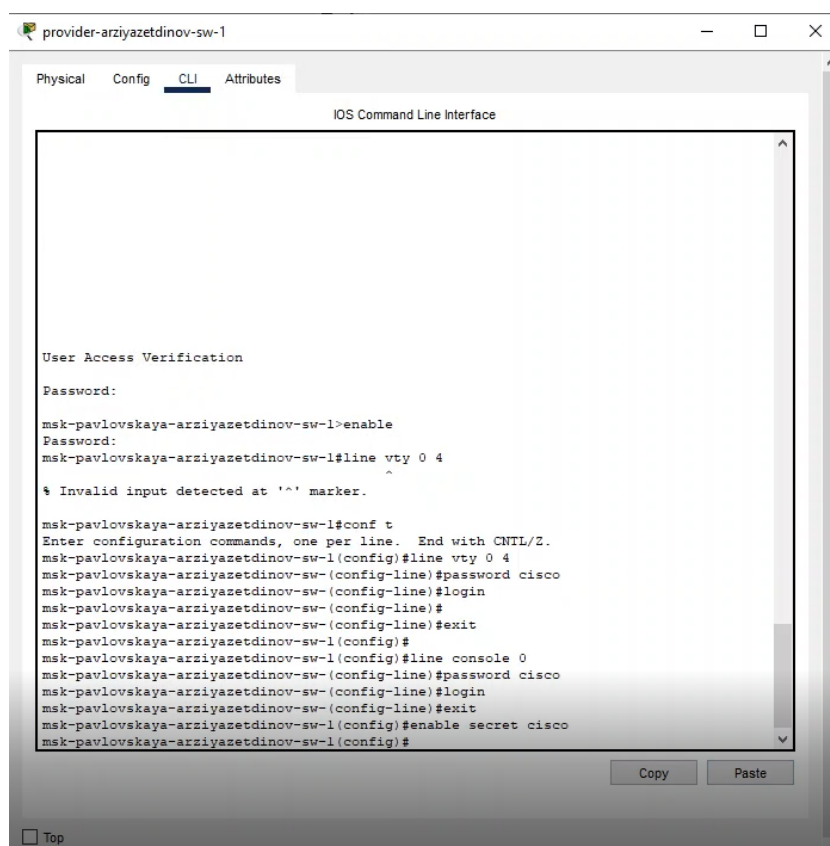 provider-arziyazetdinov-sw-1
Physical Config CLI Attributes
IOS Command Line Interface
User Access Verification
Password:
msk-pavlovskaya-arziyazetdinov-sw-1>enable
Password:
msk-pavlovskaya-arziyazetdinov-sw-1#line vty 0 4
^
% Invalid input detected at '^' marker.
msk-pavlovskaya-arziyazetdinov-sw-1#conf t
Enter configuration commands, one per line. End with CNTL/Z.
msk-pavlovskaya-arziyazetdinov-sw-1(config)#line vty 0 4
msk-pavlovskaya-arziyazetdinov-sw-(config-line)#password cisco
msk-pavlovskaya-arziyazetdinov-sw-(config-line)#login
msk-pavlovskaya-arziyazetdinov-sw-(config-line)#
msk-pavlovskaya-arziyazetdinov-sw-(config-line)#exit
msk-pavlovskaya-arziyazetdinov-sw-1(config)#
msk-pavlovskaya-arziyazetdinov-sw-1(config)#line console 0
msk-pavlovskaya-arziyazetdinov-sw-(config-line)#password cisco
msk-pavlovskaya-arziyazetdinov-sw-(config-line)#login
msk-pavlovskaya-arziyazetdinov-sw-(config-line)#exit
msk-pavlovskaya-arziyazetdinov-sw-1(config)#enable secret cisco
msk-pavlovskaya-arziyazetdinov-sw-1(config)#
Copy Paste
Top